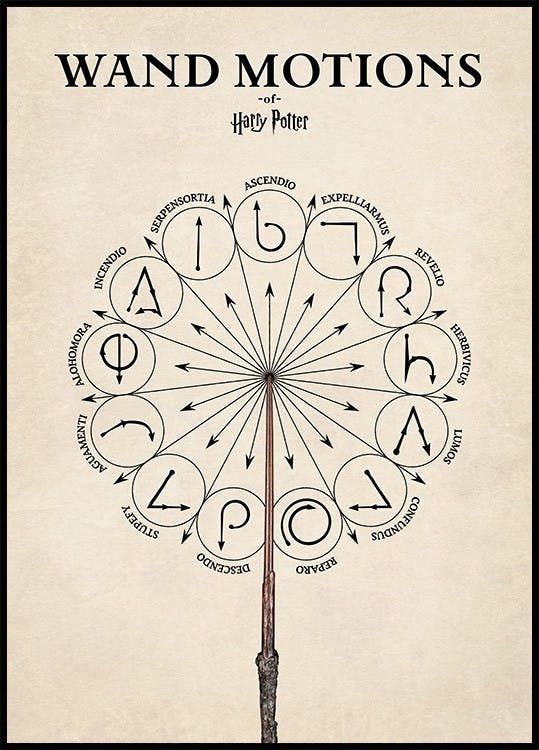 WAND MOTIONS
-of-
Harry Potter
ASCENDIO
EXPELLIARMUS
REVELIO
HERBIVICUS
LUMOS
CONFUNDUS
REPARO
DESCENDO
STUPEFY
AGUAMENTI
ALOHOMORA
INCENDIO
SERPENSORTIA